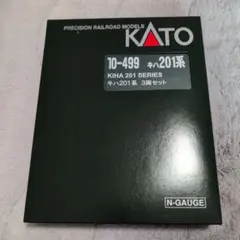 PRECISION RAILROAD MODELS
KATO
10-499 キハ201系
KIHA 201 SERIES
キハ201系 3両セット
N-GAUGE